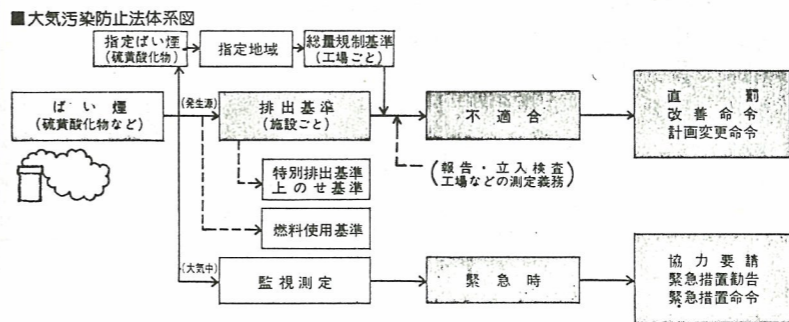 ■大気汚染防止法体系図
指定ばい煙
(硫黄酸化物)
指定地域
総量規制基準
(工場ごと)
ばい煙
(硫黄酸化物など)
(発生源)
排出基準
(施設ごと)
不適合
直罰
改善命令
計画変更命令
特別排出基準
上のせ基準
(報告・立入検査
工場などの測定義務)
燃料使用基準
(大気中)
監視測定
緊急時
協力要請
緊急措置勧告
緊急措置命令